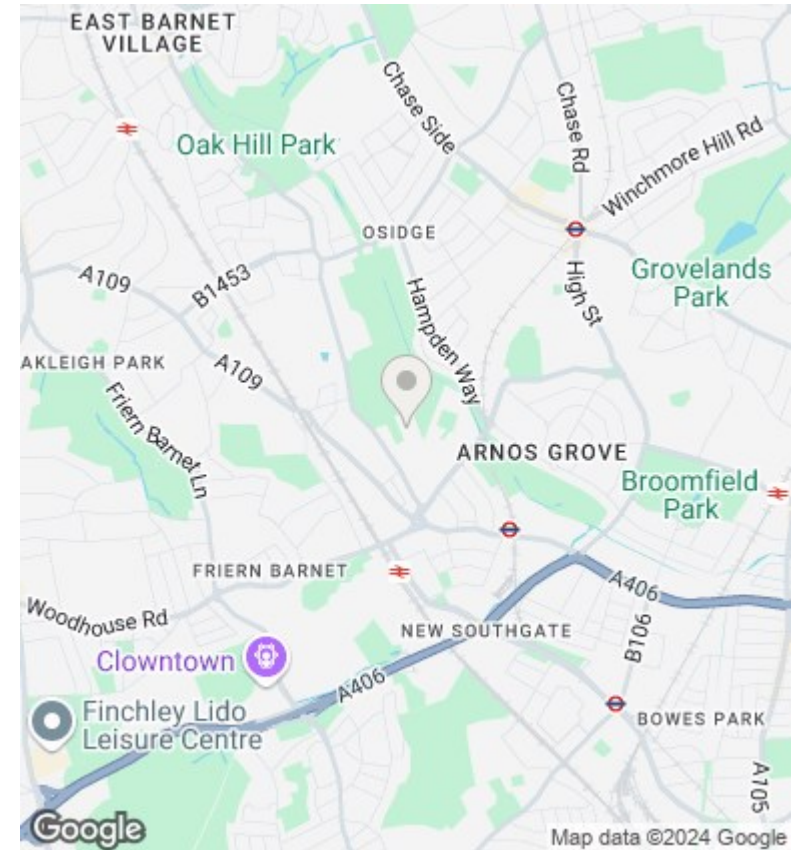 EAST BARNET
VILLAGE
Chase Side
Chase Rd
Oak Hill Park
Winchmore Hill Rd
OSIDGE
A109
B1453
Hampden Way
High St
Grovelands
Park
AKLEIGH PARK
A109
Friern Barnet Ln
ARNOS GROVE
Broomfield
Park
FRIERN BARNET
A406
Woodhouse Rd
NEW SOUTHGATE
B106
Clowntown
A406
Finchley Lido
Leisure Centre
BOWES PARK
A105
Google
Map data ©2024 Google